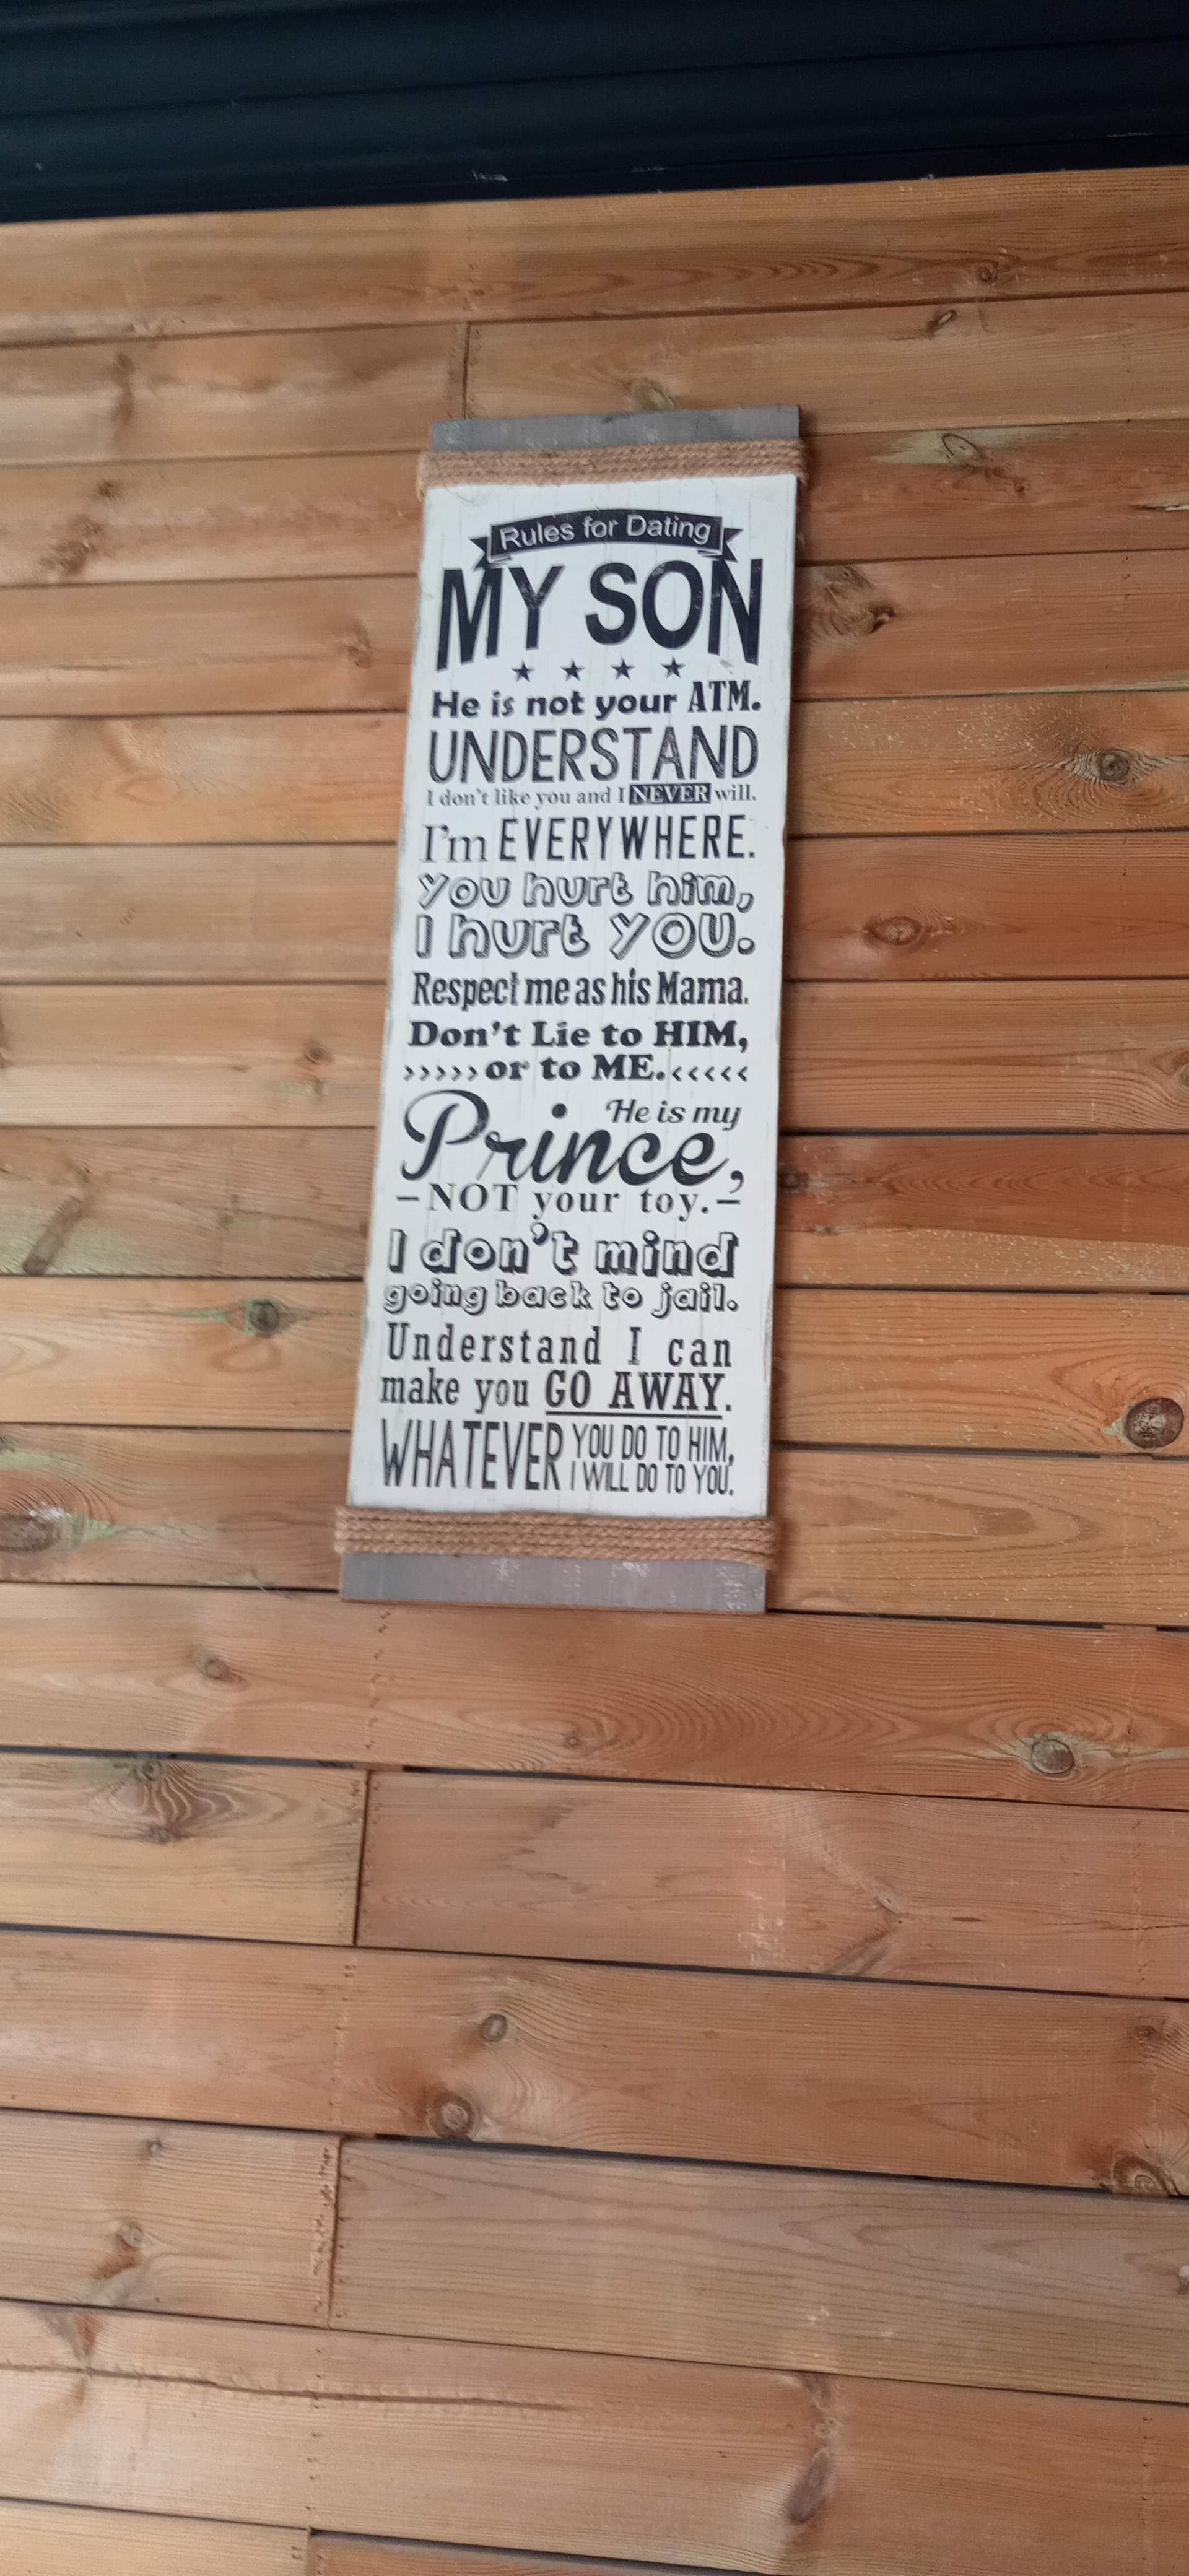 Rules for Dating
MY SON
He is not your ATM.
UNDERSTAND
I don't like you and I NEVER will.
I'm EVERYWHERE.
You hurt him,
I hurt YOU.
Respect me as his Mama.
Don't Lie to HIM,
>>>>>or to ME.<<<<<
He is my
Prince,
–NOT your toy.–
I don't mind
going back to jail.
Understand I can
make you GO AWAY.
WHATEVER YOU DO TO HIM,
I WILL DO TO YOU.